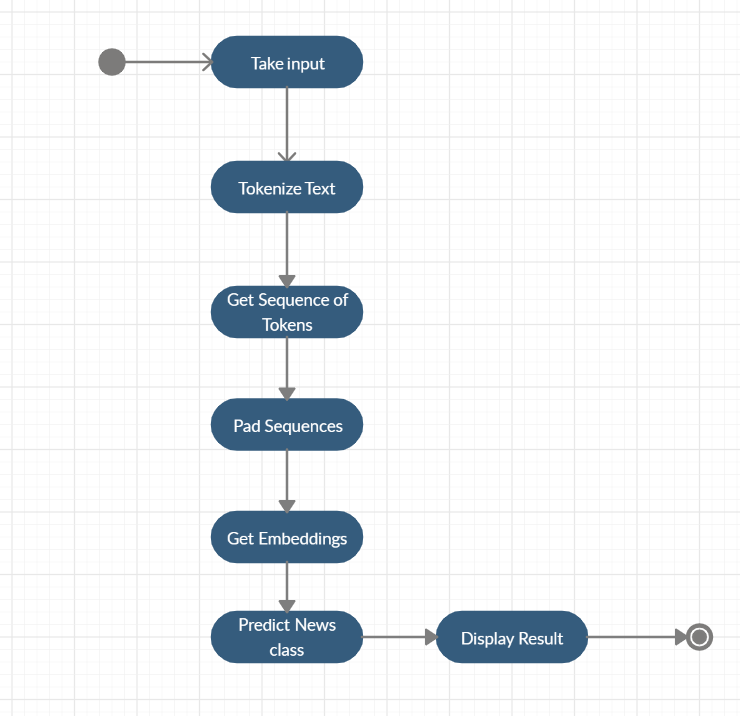 Take input
Tokenize Text
Get Sequence of
Tokens
Pad Sequences
Get Embeddings
Predict News
class
Display Result